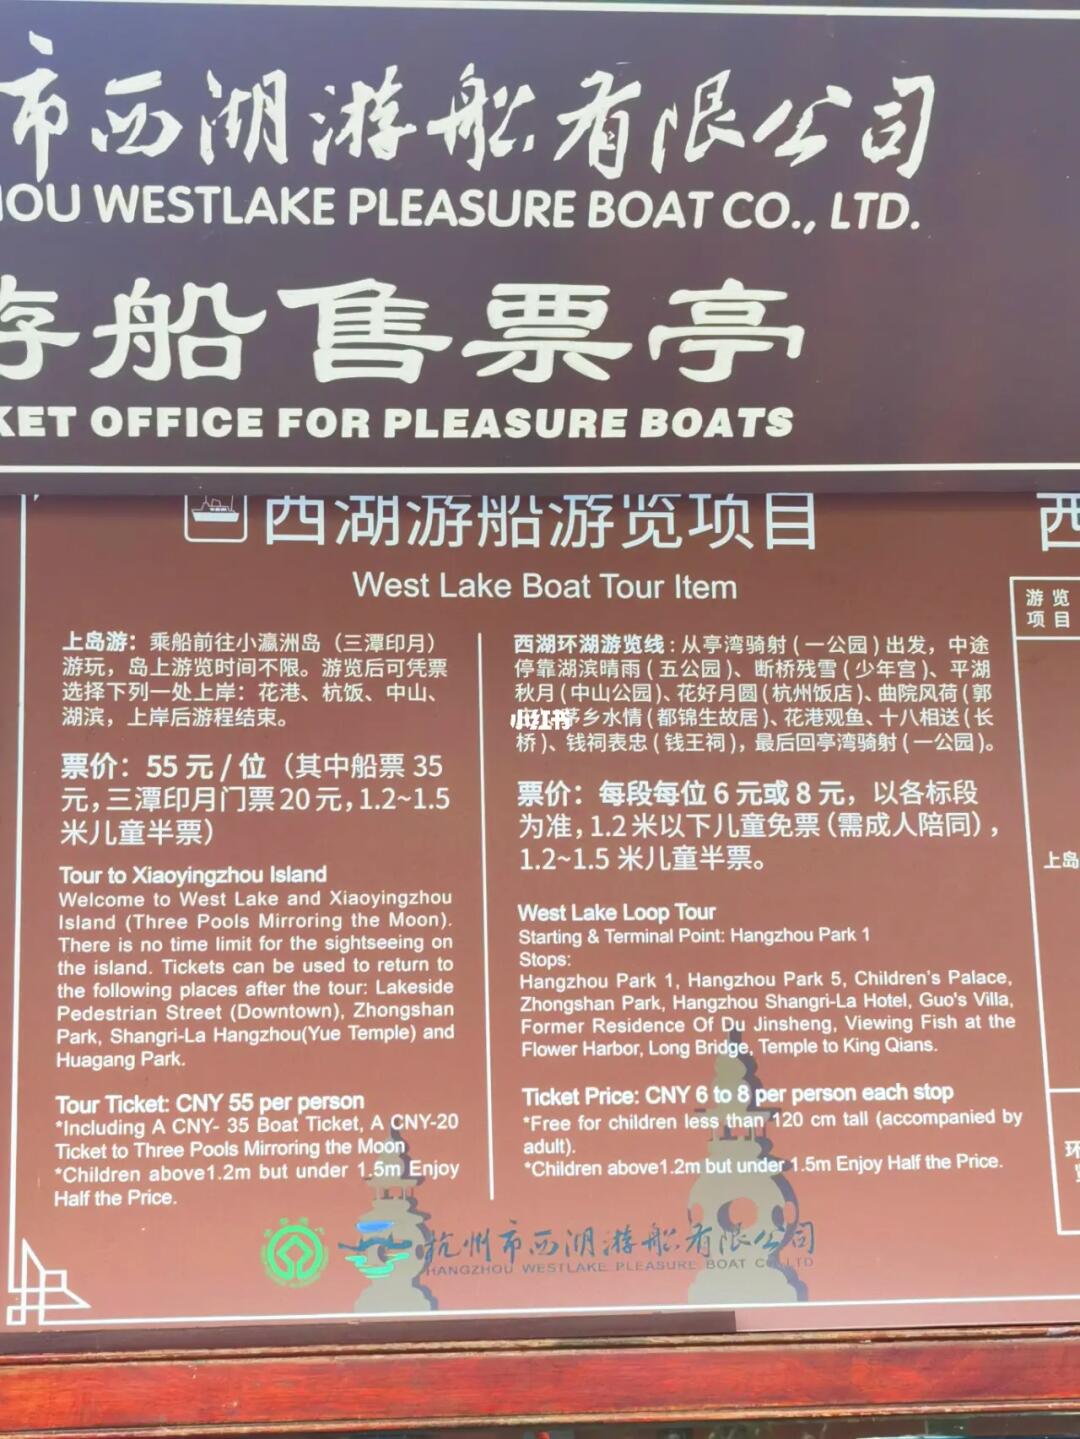 市西湖游船有限公司
HOU WESTLAKE PLEASURE BOAT CO., LTD.
游船售票亭
KET OFFICE FOR PLEASURE BOATS
西湖游船游览项目
West Lake Boat Tour Item
上岛游：乘船前往小瀛洲岛（三潭印月）
游玩，岛上游览时间不限。游览后可凭票
选择下列一处上岸：花港、杭饭、中山、
湖滨，上岸后游程结束。
票价：55 元 / 位（其中船票 35
元，三潭印月门票 20 元，1.2~1.5
米儿童半票）
Tour to Xiaoyingzhou Island
Welcome to West Lake and Xiaoyingzhou
Island (Three Pools Mirroring the Moon).
There is no time limit for the sightseeing on
the island. Tickets can be used to return to
the following places after the tour: Lakeside
Pedestrian Street (Downtown), Zhongshan
Park, Shangri-La Hangzhou(Yue Temple) and
Huagang Park.
Tour Ticket: CNY 55 per person
*Including A CNY- 35 Boat Ticket, A CNY-20
Ticket to Three Pools Mirroring the Moon
*Children above1.2m but under 1.5m Enjoy
Half the Price.
西湖环湖游览线：从亭湾骑射 ( 一公园 ) 出发，中途
停靠湖滨晴雨 ( 五公园 )、断桥残雪 ( 少年宫 )、平湖
秋月 ( 中山公园 )、花好月圆 ( 杭州饭店 )、曲院风荷 ( 郭
茅乡水情 ( 都锦生故居 )、花港观鱼、十八相送 ( 长
桥 )、钱祠表忠 ( 钱王祠 )，最后回亭湾骑射 ( 一公园 )。
小红书
票价：每段每位 6 元或 8 元，以各标段
为准，1.2 米以下儿童免票（需成人陪同），
1.2~1.5 米儿童半票。
West Lake Loop Tour
Starting & Terminal Point: Hangzhou Park 1
Stops:
Hangzhou Park 1, Hangzhou Park 5, Children's Palace,
Zhongshan Park, Hangzhou Shangri-La Hotel, Guo's Villa,
Former Residence Of Du Jinsheng, Viewing Fish at the
Flower Harbor, Long Bridge, Temple to King Qians.
Ticket Price: CNY 6 to 8 per person each stop
*Free for children less than 120 cm tall (accompanied by
adult).
*Children above1.2m but under 1.5m Enjoy Half the Price.
杭州市西湖游船有限公司
HANGZHOU WESTLAKE PLEASURE BOAT CO LTD
西
游 览
项 目
上岛